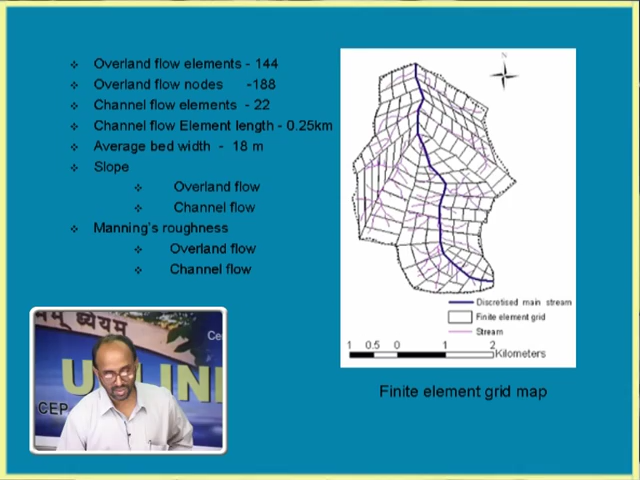 Overland flow elements - 144
Overland flow nodes -188
Channel flow elements - 22
Channel flow Element length - 0.25km
Average bed width - 18 m
Slope
Overland flow
Channel flow
Manning's roughness
Overland flow
Channel flow
N
Discretised main stream
Finite element grid
Stream
1 0.5 0 1 2
Kilometers
Finite element grid map
ध्येयम्
CEP